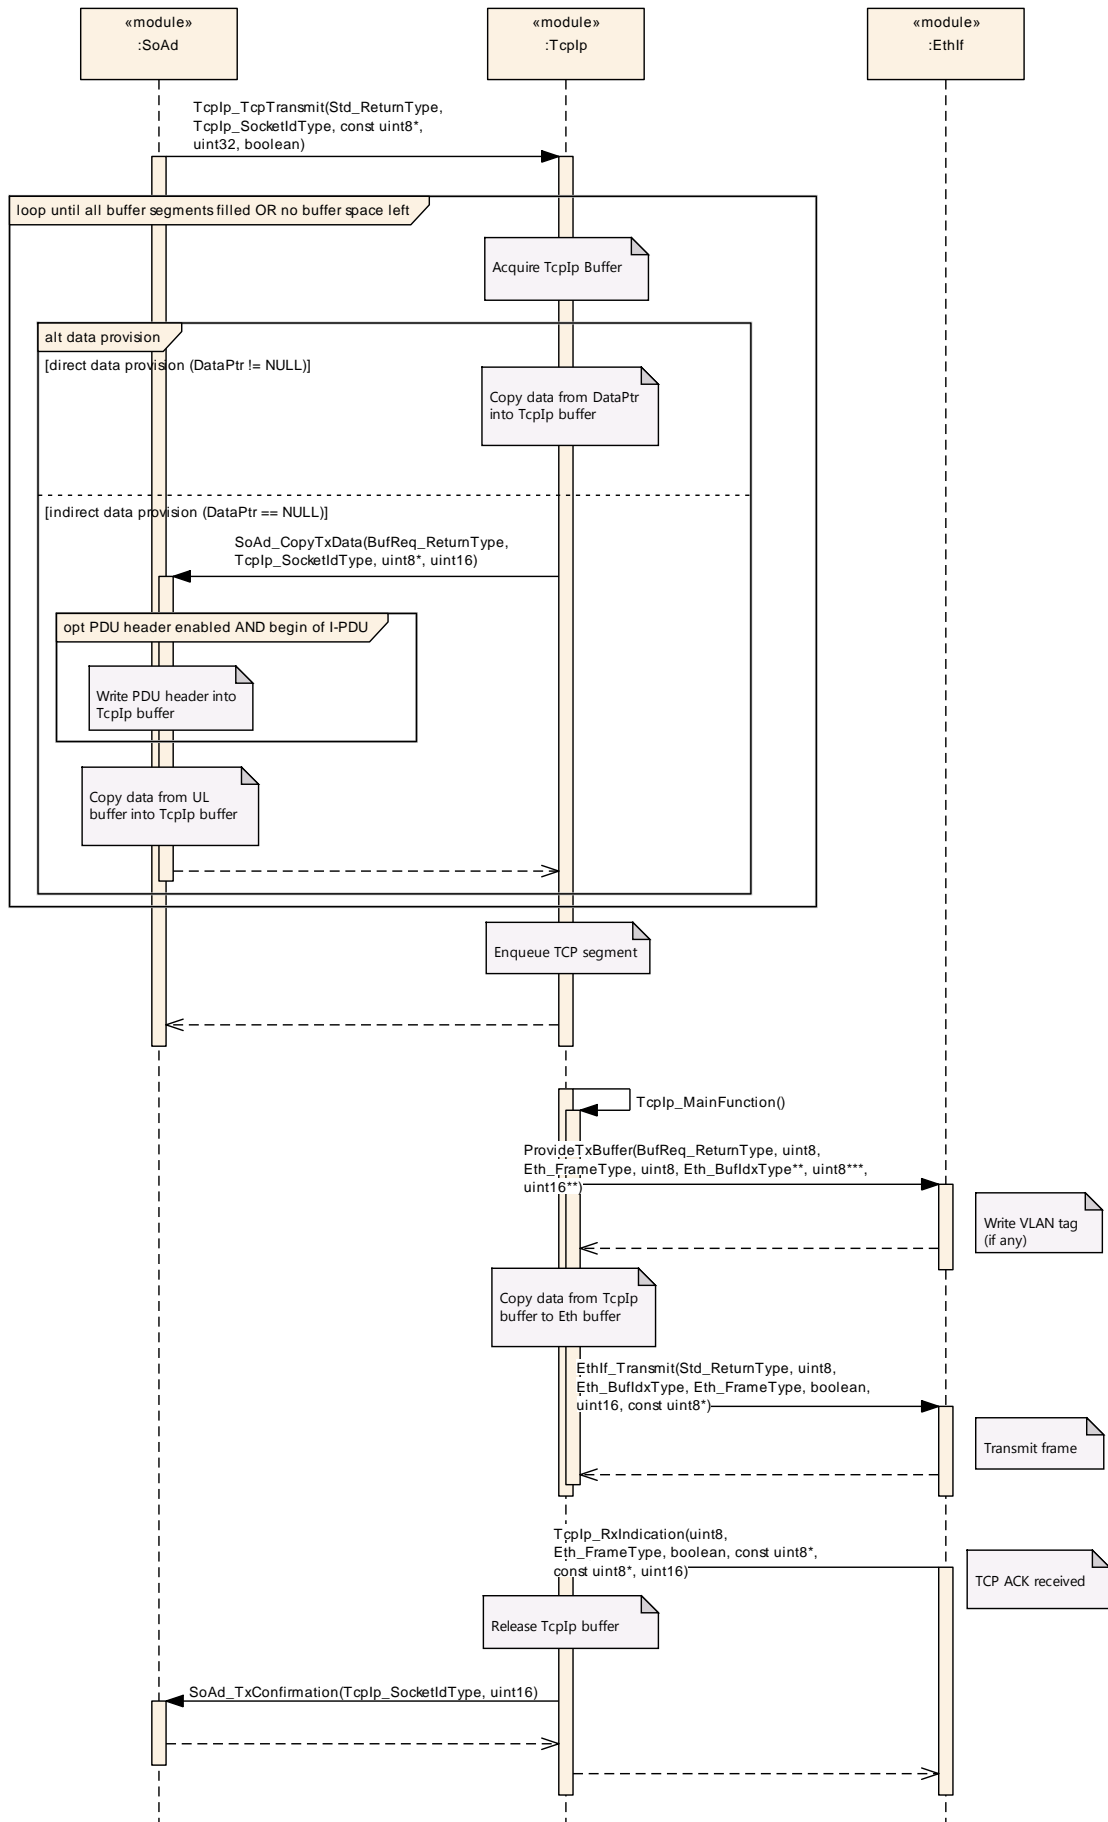 «module»
:SoAd
«module»
:TcpIp
«module»
:EthIf
TcpIp_TcpTransmit(Std_ReturnType,
TcpIp_SocketIdType, const uint8*,
uint32, boolean)
loop until all buffer segments filled OR no buffer space left
Acquire TcpIp Buffer
alt data provision
[direct data provision (DataPtr != NULL)]
Copy data from DataPtr
into TcpIp buffer
[indirect data provision (DataPtr == NULL)]
SoAd_CopyTxData(BufReq_ReturnType,
TcpIp_SocketIdType, uint8*, uint16)
opt PDU header enabled AND begin of I-PDU
Write PDU header into
TcpIp buffer
Copy data from UL
buffer into TcpIp buffer
Enqueue TCP segment
TcpIp_MainFunction()
ProvideTxBuffer(BufReq_ReturnType, uint8,
Eth_FrameType, uint8, Eth_BufIdxType**, uint8***,
uint16**)
Write VLAN tag
(if any)
Copy data from TcpIp
buffer to Eth buffer
EthIf_Transmit(Std_ReturnType, uint8,
Eth_BufIdxType, Eth_FrameType, boolean,
uint16, const uint8*)
Transmit frame
TcpIp_RxIndication(uint8,
Eth_FrameType, boolean, const uint8*,
const uint8*, uint16)
TCP ACK received
Release TcpIp buffer
SoAd_TxConfirmation(TcpIp_SocketIdType, uint16)